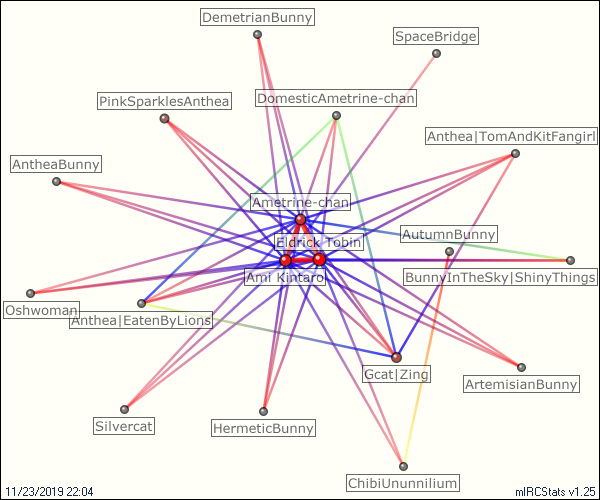 DemetrianBunny
SpaceBridge
PinkSparklesAnthea
DomesticAmetrine-chan
Anthea|TomAndKitFangirl
AntheaBunny
Ametrine-chan
AutumnBunny
Eldrick Tobin
Ami Kintaro
BunnyInTheSky|ShinyThings
Oshwoman
Anthea|EatenByLions
Gcat|Zing
ArtemisianBunny
Silvercat
HermeticBunny
ChibiUnunnilium
11/23/2019 22:04
mIRCStats v1.25